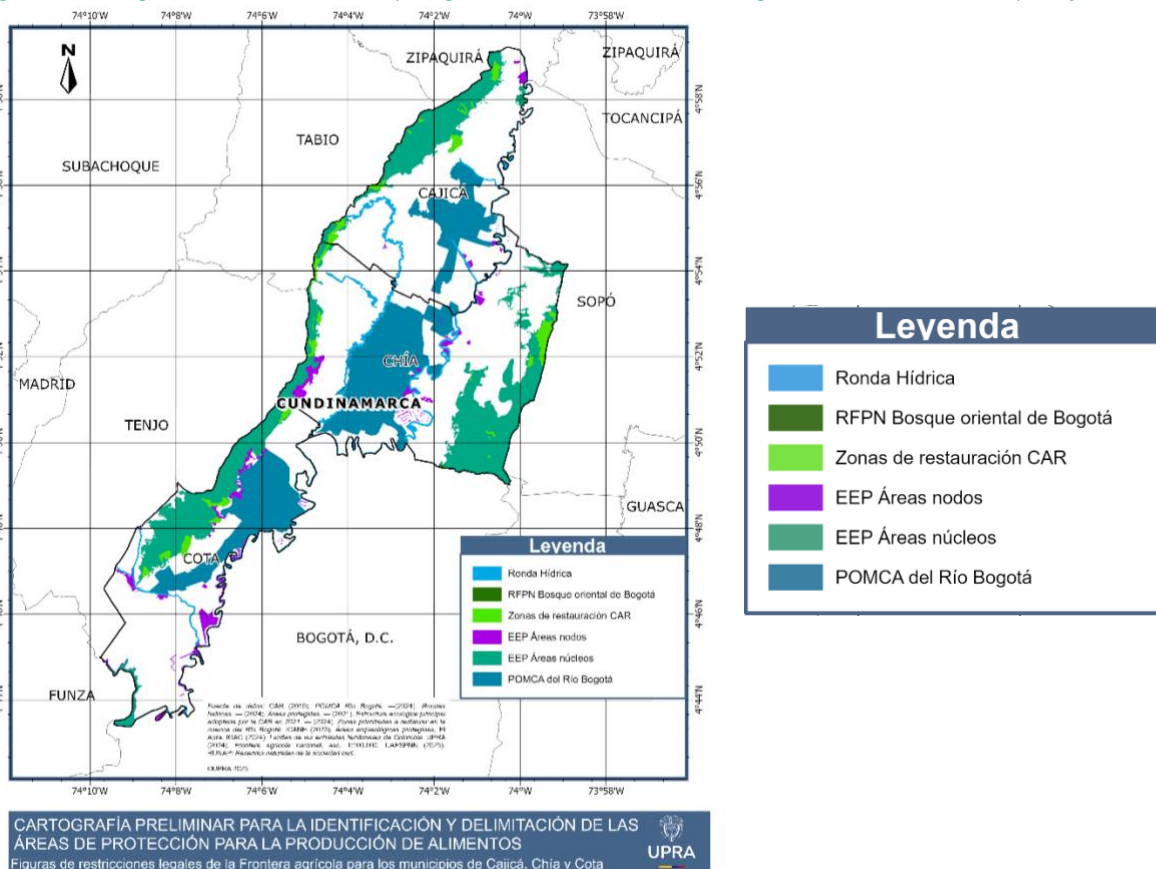 74°10'W 74°8'W 74°6'W 74°4'W 74°2'W 74°W 73°58'W
N
ZIPAQUIRÁ
ZIPAQUIRÁ
4°58'N
TOCANCIPÁ
TABIO
SUBACHOQUE
4°56'N
CAJICA
4°54'N
SOPÓ
4°52'N
CHÍA
MADRID
CUNDINAMARCA
TENJO
4°50'N
GUASCA
4°48'N
COTA
4°46'N
BOGOTÁ, D.C.
FUNZA
4°44'N
Leyenda
Ronda Hídrica
RFPN Bosque oriental de Bogotá
Zonas de restauración CAR
EEP Áreas nodos
EEP Áreas núcleos
POMCA del Río Bogotá
74°10'W 74°8'W 74°6'W 74°4'W 74°2'W 74°W 73°58'W
Leyenda
Ronda Hídrica
RFPN Bosque oriental de Bogotá
Zonas de restauración CAR
EEP Áreas nodos
EEP Áreas núcleos
POMCA del Río Bogotá
CARTOGRAFÍA PRELIMINAR PARA LA IDENTIFICACIÓN Y DELIMITACIÓN DE LAS
ÁREAS DE PROTECCIÓN PARA LA PRODUCCIÓN DE ALIMENTOS
Figuras de restricciones legales de la Frontera agrícola para los municipios de Cajicá, Chía y Cota
UPRA